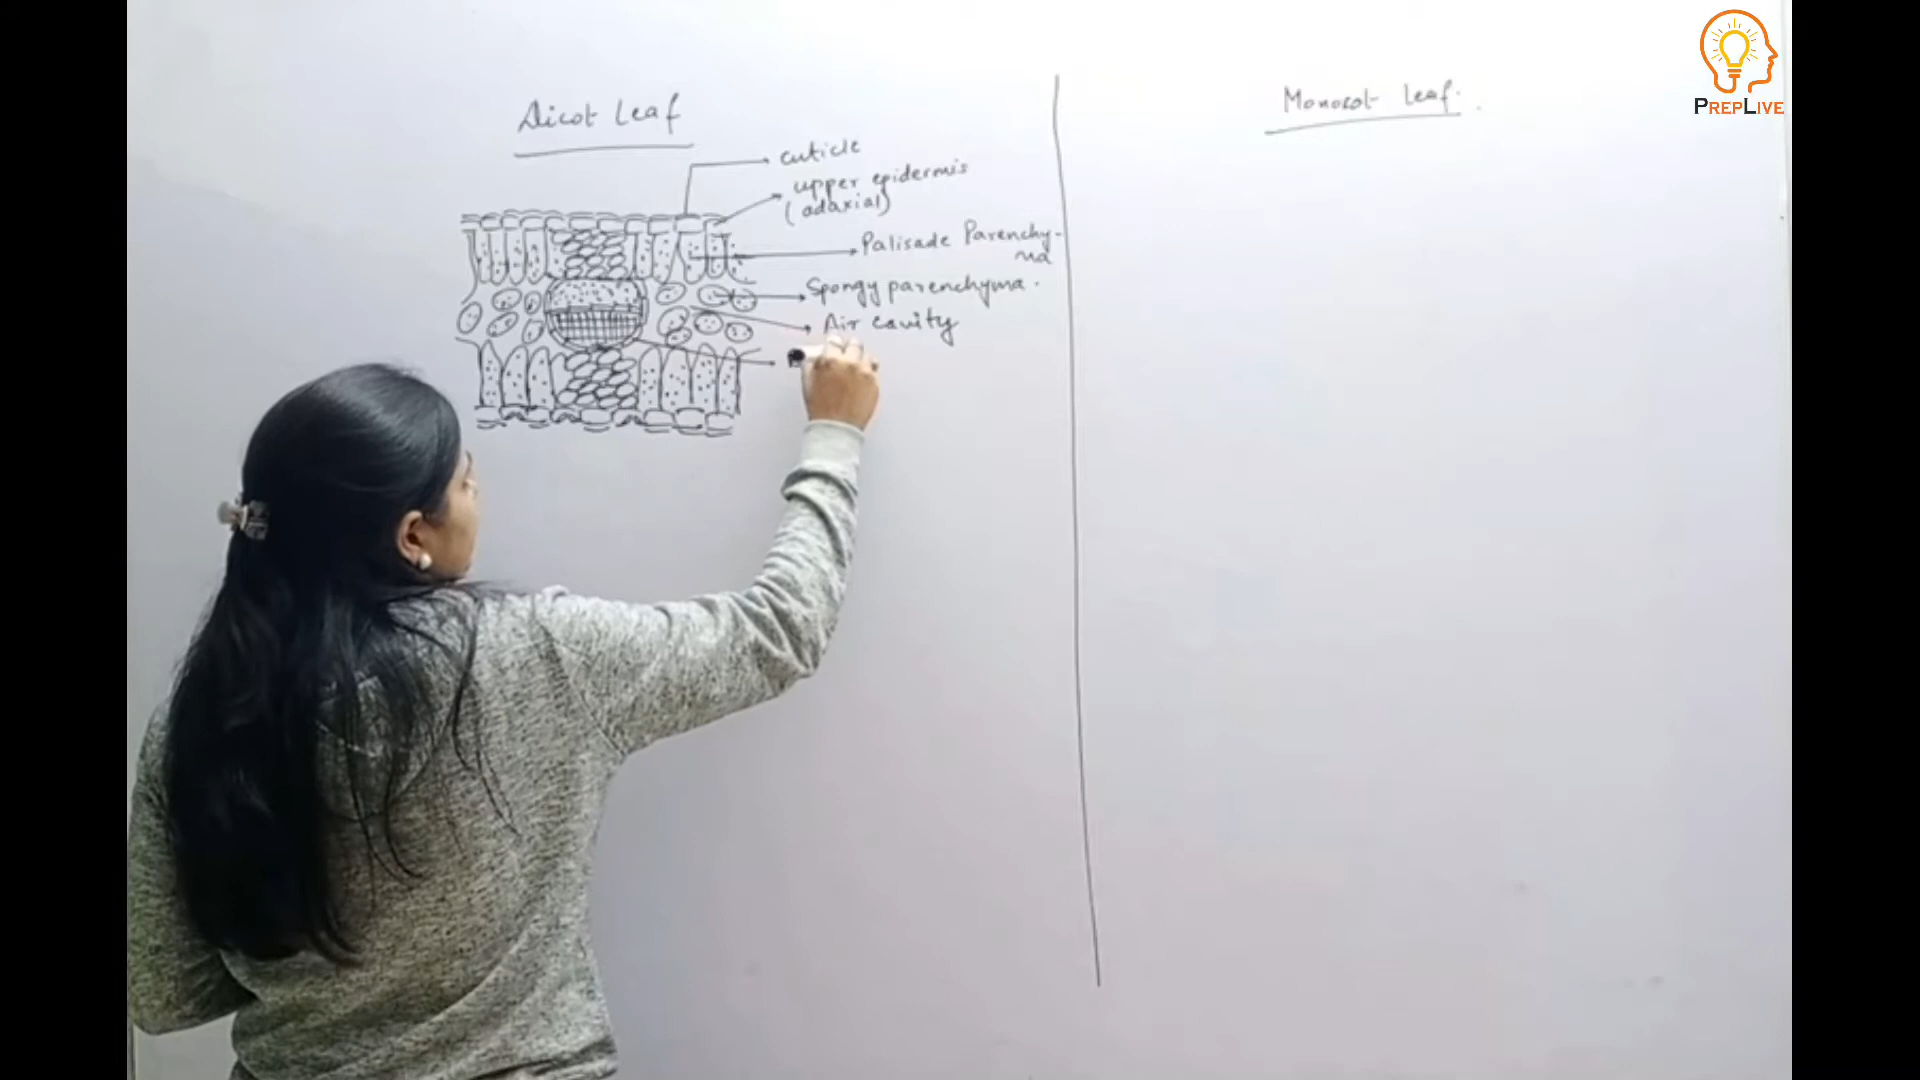 Dicot Leaf
cuticle
upper epidermis
(adaxial)
Palisade Parenchy-
ma
Spongy parenchyma.
Air cavity
Monocot Leaf.
PREPLIVE